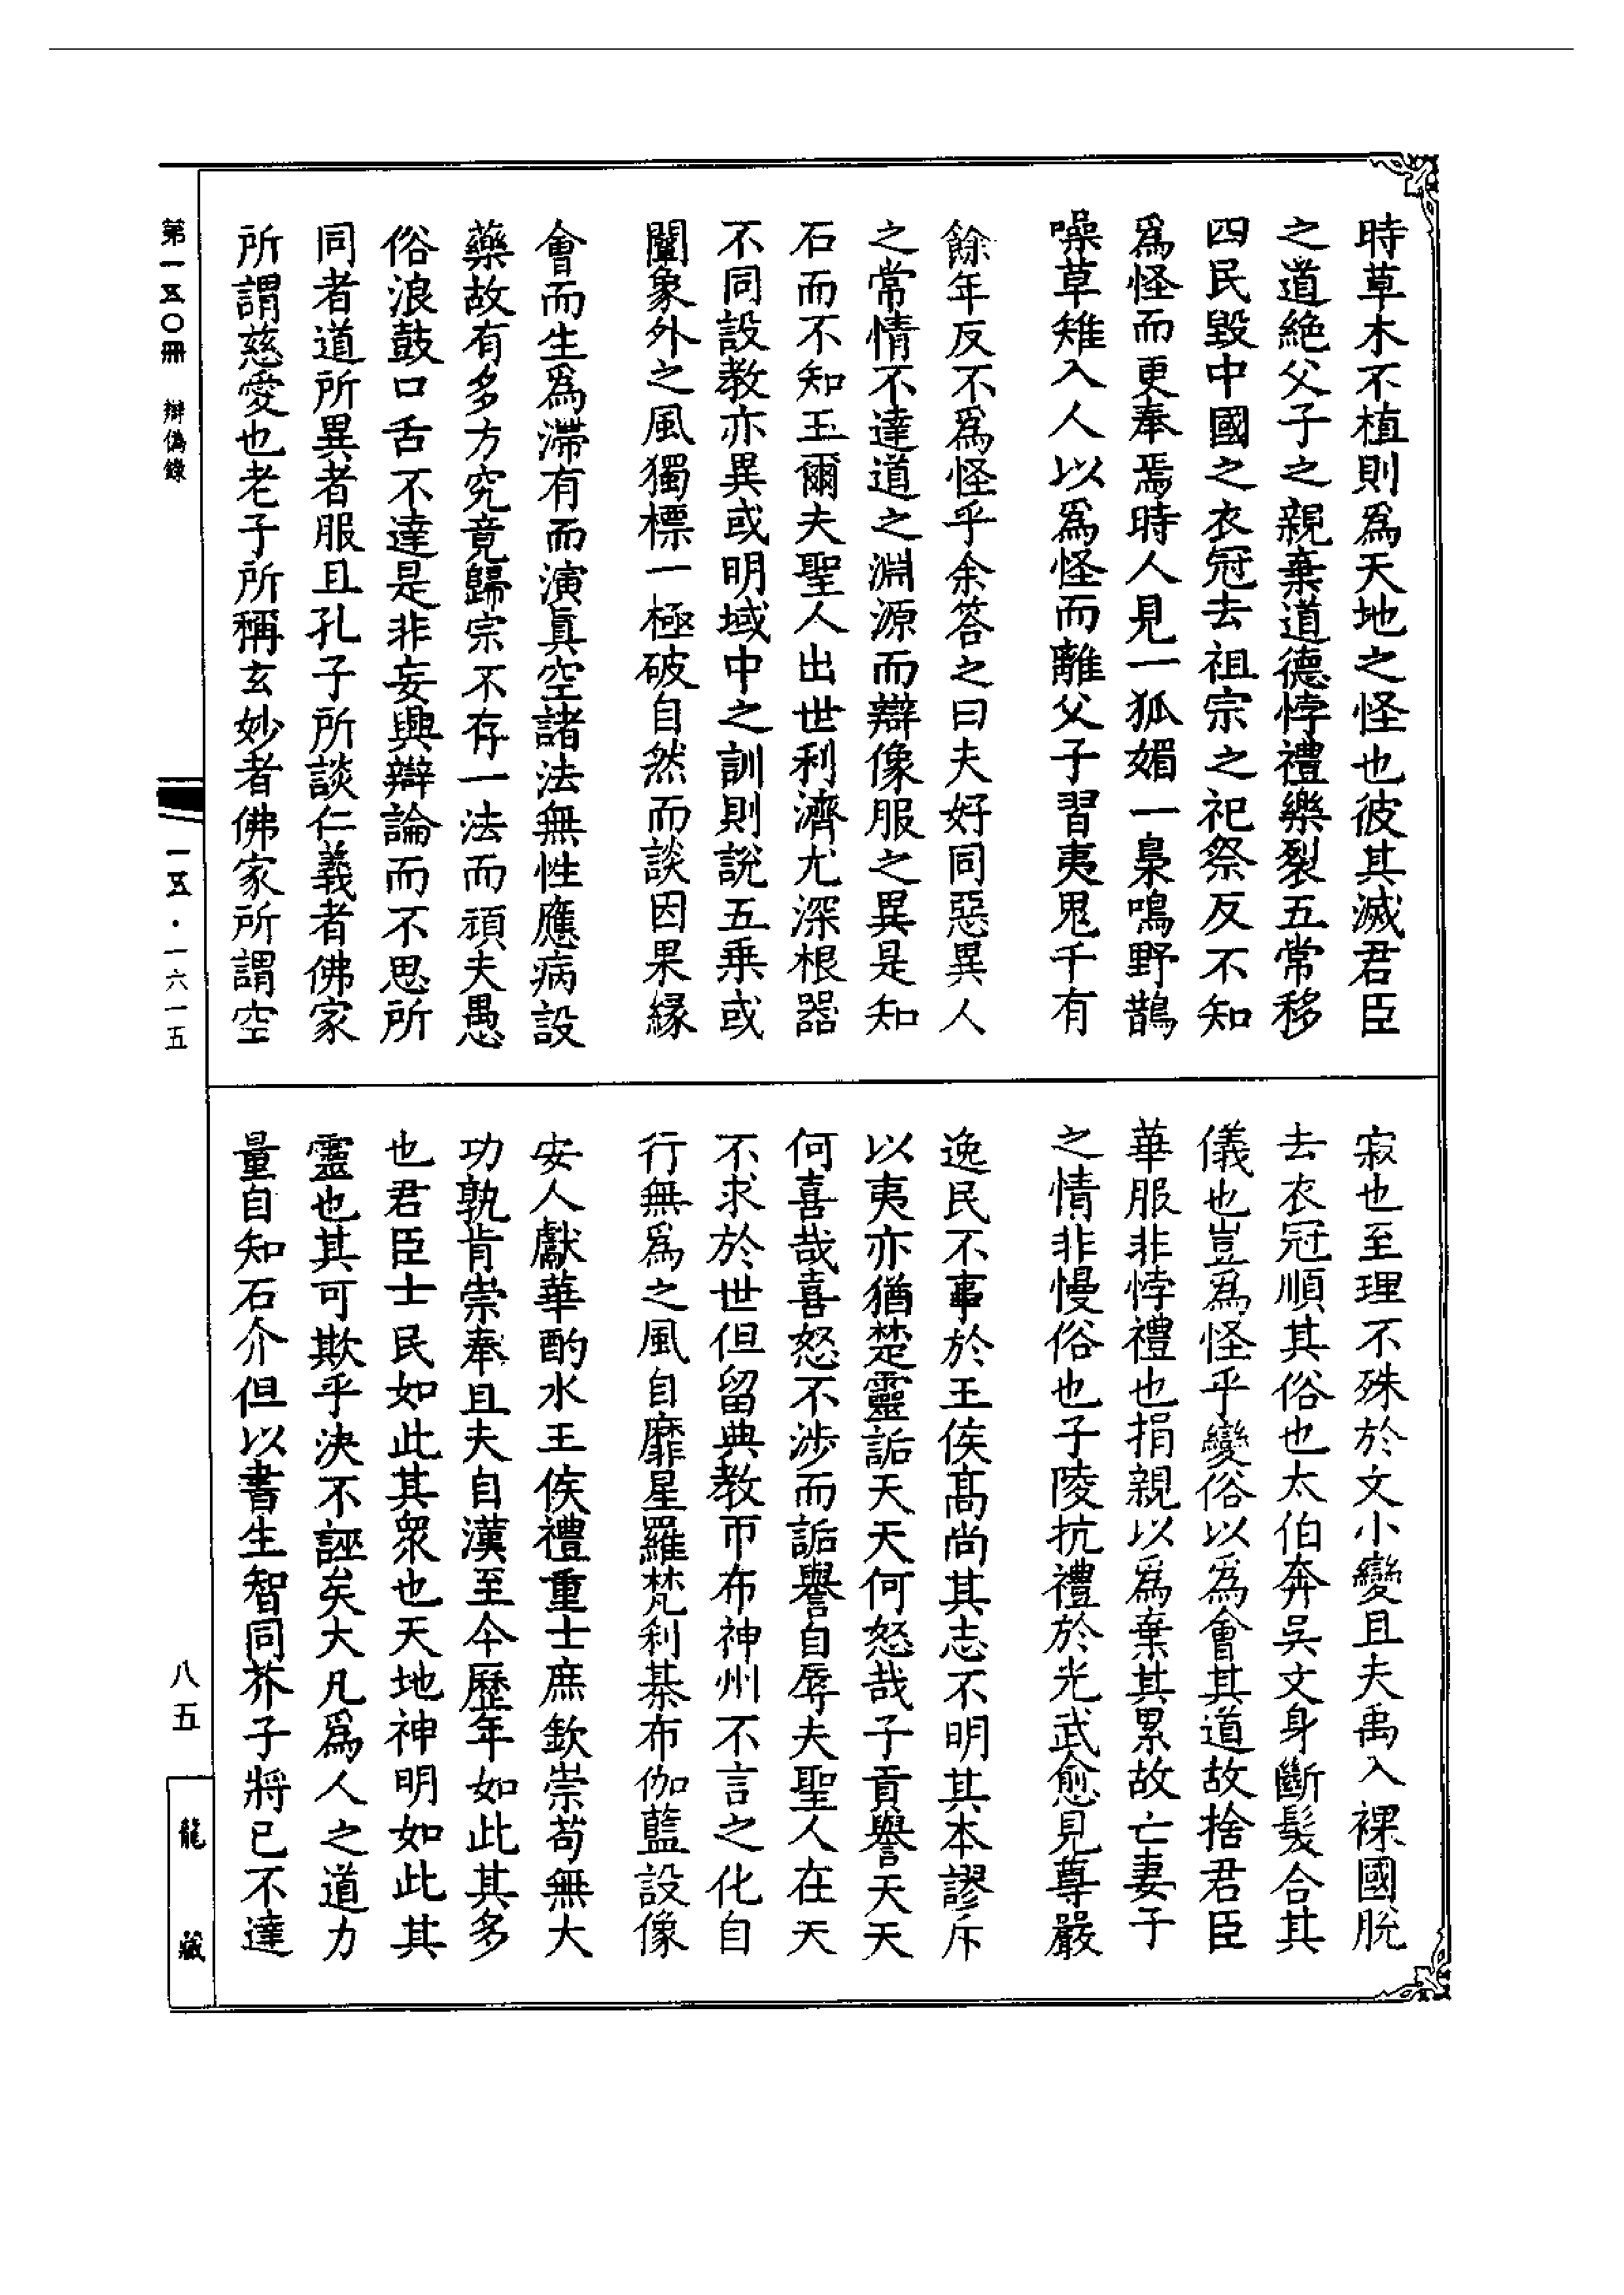 時草木不植則爲天地之怪也彼其滅君臣
之道絶父子之親棄道德悖禮樂裂五常移
四民毀中國之衣冠去祖宗之祀祭反不知
爲怪而更奉焉時人見一狐媚一梟鳴野鵲
噪草雉入人以爲怪而離父子習夷鬼千有
餘年反不爲怪乎余答之曰夫好同惡異人
之常情不達道之淵源而辯像服之異是知
石而不知玉爾夫聖人出世利濟尤深根器
不同設教亦異或明域中之訓則說五乗或
闡象外之風獨標一極破自然而談因果縁
會而生爲滯有而演眞空諸法無性應病設
藥故有多方究竟歸宗不存一法而頑夫愚
俗浪鼓口舌不達是非妄興辯論而不思所
同者道所異者服且孔子所談仁義者佛家
所謂慈愛也老子所稱玄妙者佛家所謂空
寂也至理不殊於文小變且夫禹入裸國脫
去衣冠順其俗也太伯奔吳文身斷髮合其
儀也豈爲怪乎變俗以爲會其道故捨君臣
華服非悖禮也捐親以爲棄其累故亡妻子
之情非慢俗也子陵抗禮於光武愈見尊嚴
逸民不事於王侯髙尚其志不明其本謬斥
以夷亦猶楚靈詬天天何怒哉子貢譽天天
何喜哉喜怒不涉而詬譽自辱夫聖人在天
不求於世但留典教帀布神州不言之化自
行無爲之風自靡星羅梵利棊布伽藍設像
安人獻華酌水王侯禮重士庶欽崇苟無大
功孰肯崇奉且夫自漢至今歷年如此其多
也君臣士民如此其衆也天地神明如此其
靈也其可欺乎決不誣矣大凡爲人之道力
量自知石介但以書生智同芥子將已不達
第一五〇冊 辯偽錄
一五·一六一五
八五
龍藏